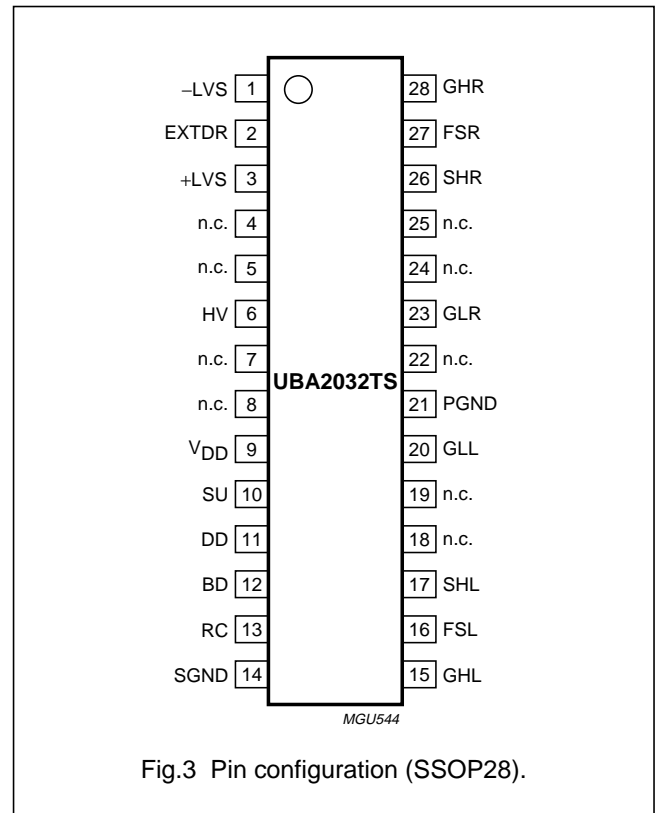 −LVS 1 28 GHR
EXTDR 2 27 FSR
+LVS 3 26 SHR
n.c. 4 25 n.c.
n.c. 5 24 n.c.
HV 6 23 GLR
n.c. 7 22 n.c.
UBA2032TS
n.c. 8 21 PGND
VDD 9 20 GLL
SU 10 19 n.c.
DD 11 18 n.c.
BD 12 17 SHL
RC 13 16 FSL
SGND 14 15 GHL
MGU544
Fig.3 Pin configuration (SSOP28).